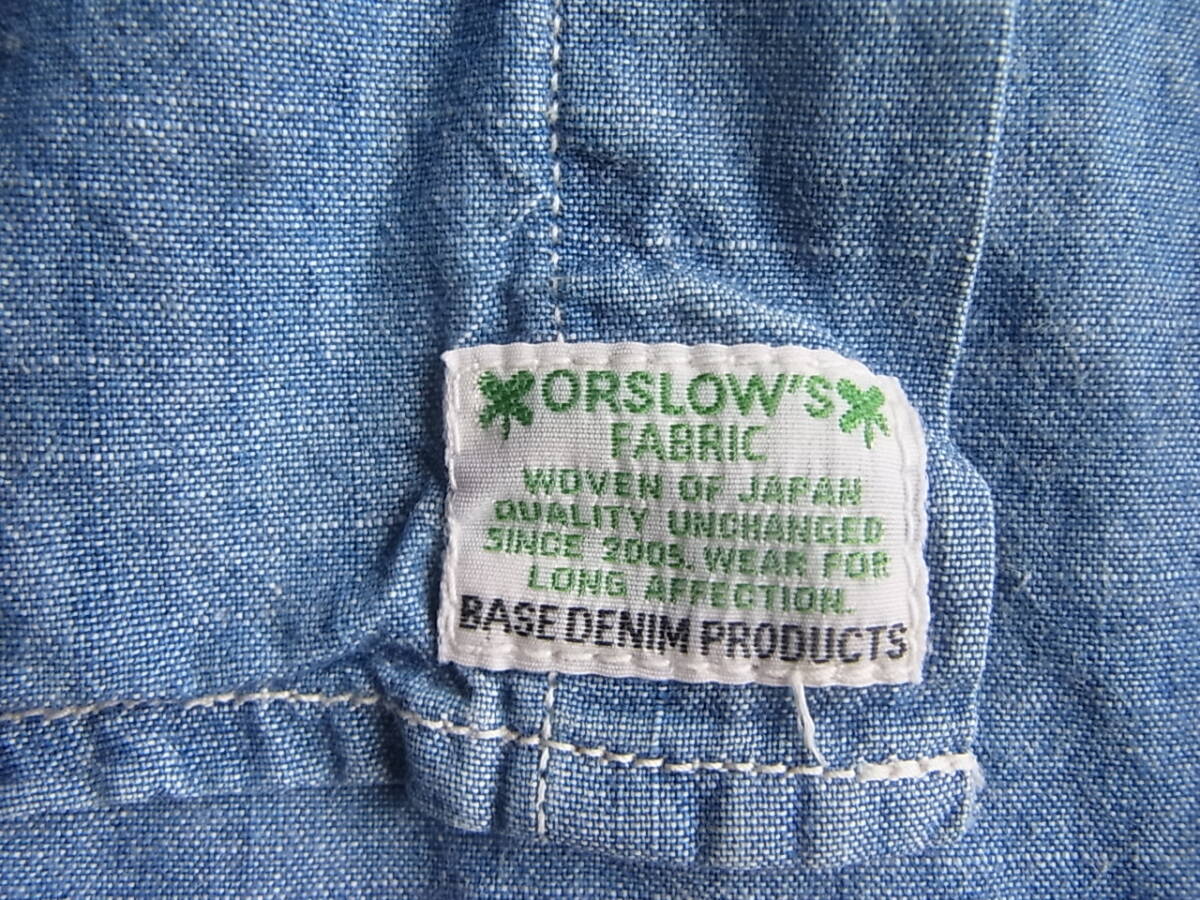 ORSLOW'S
FABRIC
WOVEN OF JAPAN
QUALITY UNCHANGED
SINCE 2005. WEAR FOR
LONG AFFECTION.
BASE DENIM PRODUCTS